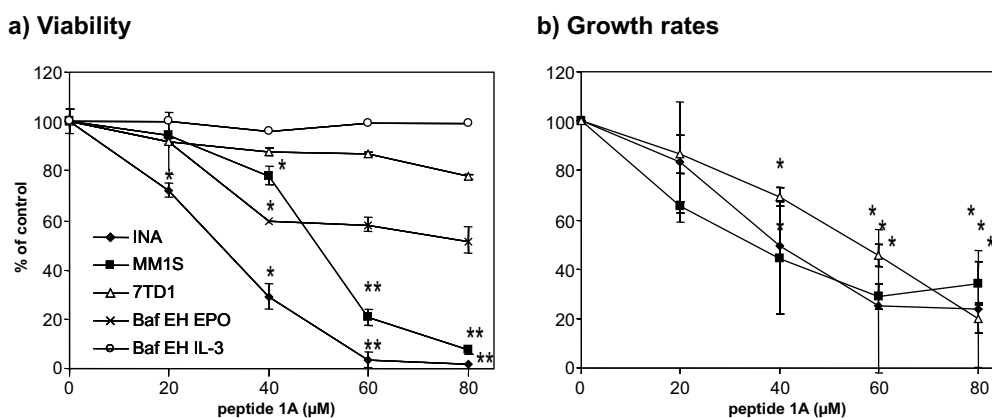 a) Viability
b) Growth rates
120
100
80
60
40
20
0
% of control
INA
MM1S
7TD1
Baf EH EPO
Baf EH IL-3
*
*
*
*
**
**
**
**
0 20 40 60 80
peptide 1A (µM)
120
100
80
60
40
20
0
*
*
*
*
*
*
*
*
0 20 40 60 80
peptide 1A (µM)